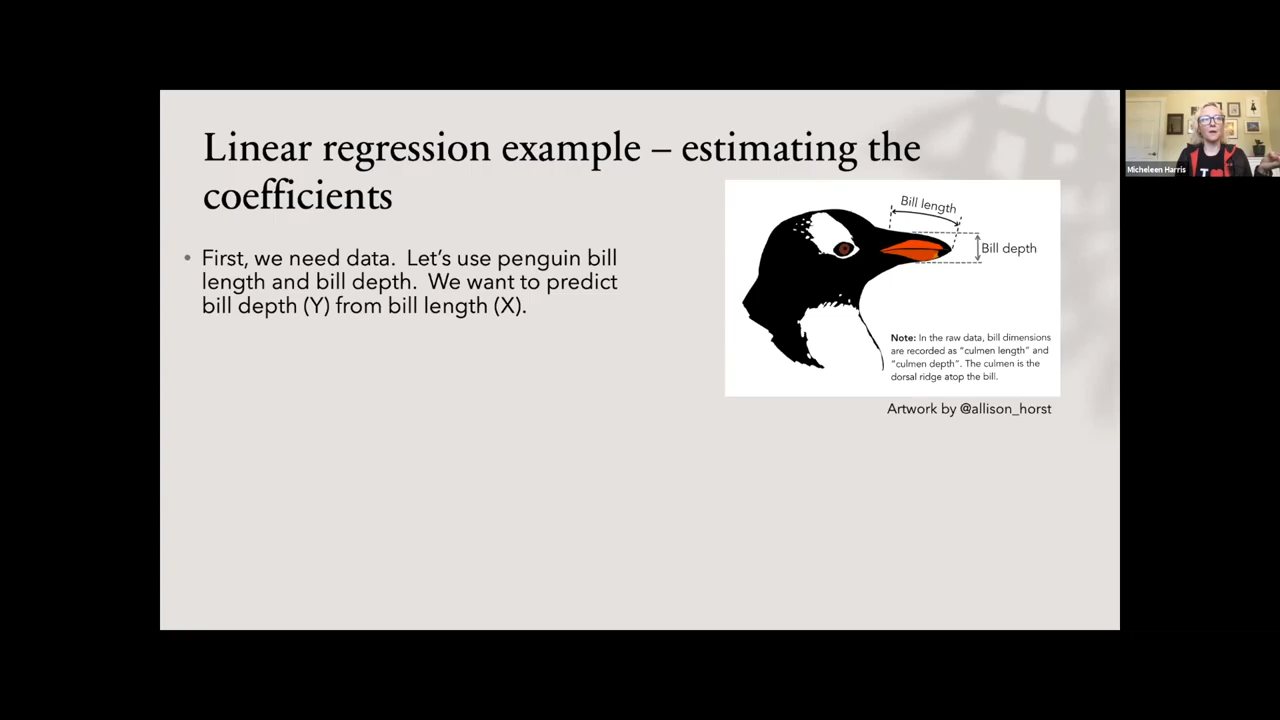 Linear regression example – estimating the
coefficients
• First, we need data.  Let’s use penguin bill
length and bill depth.  We want to predict
bill depth (Y) from bill length (X).
Bill length
Bill depth
Note: In the raw data, bill dimensions
are recorded as “culmen length” and
“culmen depth”. The culmen is the
dorsal ridge atop the bill.
Artwork by @allison_horst
Micheleen Harris